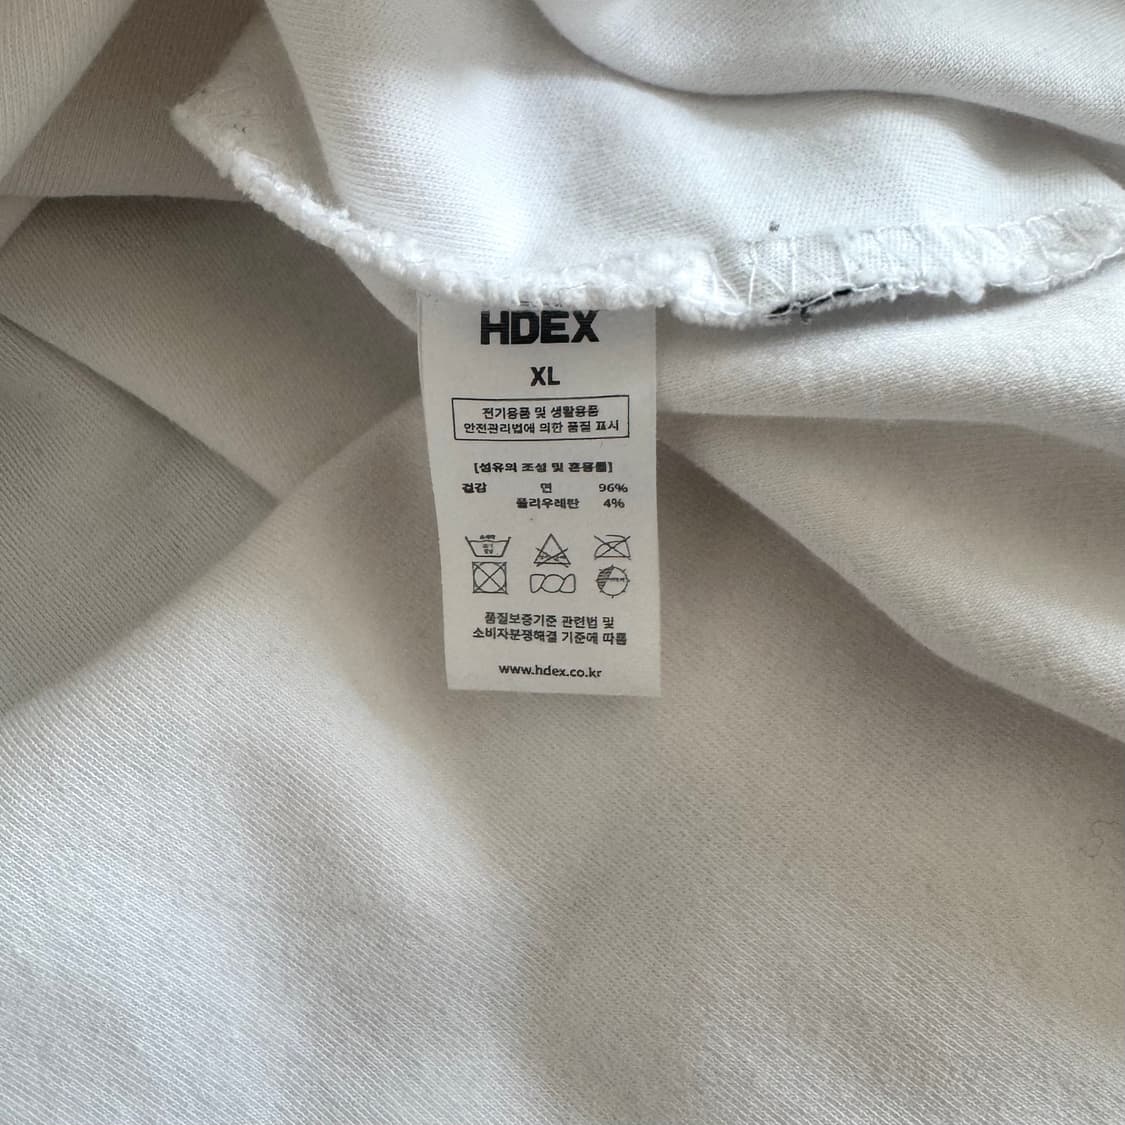 HDEX
XL
전기용품 및 생활용품
안전관리법에 의한 품질 표시
[섬유의 조성 및 혼용률]
겉감 면 96%
폴리우레탄 4%
품질보증기준 관련법 및
소비자분쟁해결 기준에 따름
www.hdex.co.kr